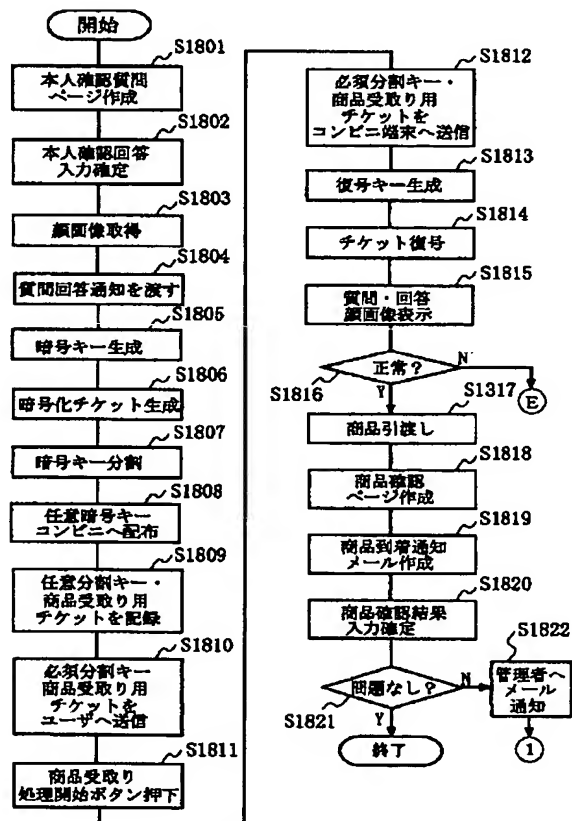 開始
S1801
本人確認質問
ページ作成
S1802
本人確認回答
入力確定
S1803
顔画像取得
S1804
質問回答通知を渡す
S1805
暗号キー生成
S1806
暗号化チケット生成
S1807
暗号キー分割
S1808
任意暗号キー
コンビニへ配布
S1809
任意分割キー・
商品受取り用
チケットを記録
S1810
必須分割キー
商品受取り用
チケットを
ユーザへ送信
S1811
商品受取り
処理開始ボタン押下
S1812
必須分割キー・
商品受取り用
チケットを
コンビニ端末へ送信
S1813
復号キー生成
S1814
チケット復号
S1815
質問・回答
顔画像表示
正常?
N
S1816
Y
E
S1317
商品引渡し
S1818
商品確認
ページ作成
S1819
商品到着通知
メール作成
S1820
商品確認結果
入力確定
S1822
問題なし?
N
管理者へ
メール
通知
S1821
Y
1
終了